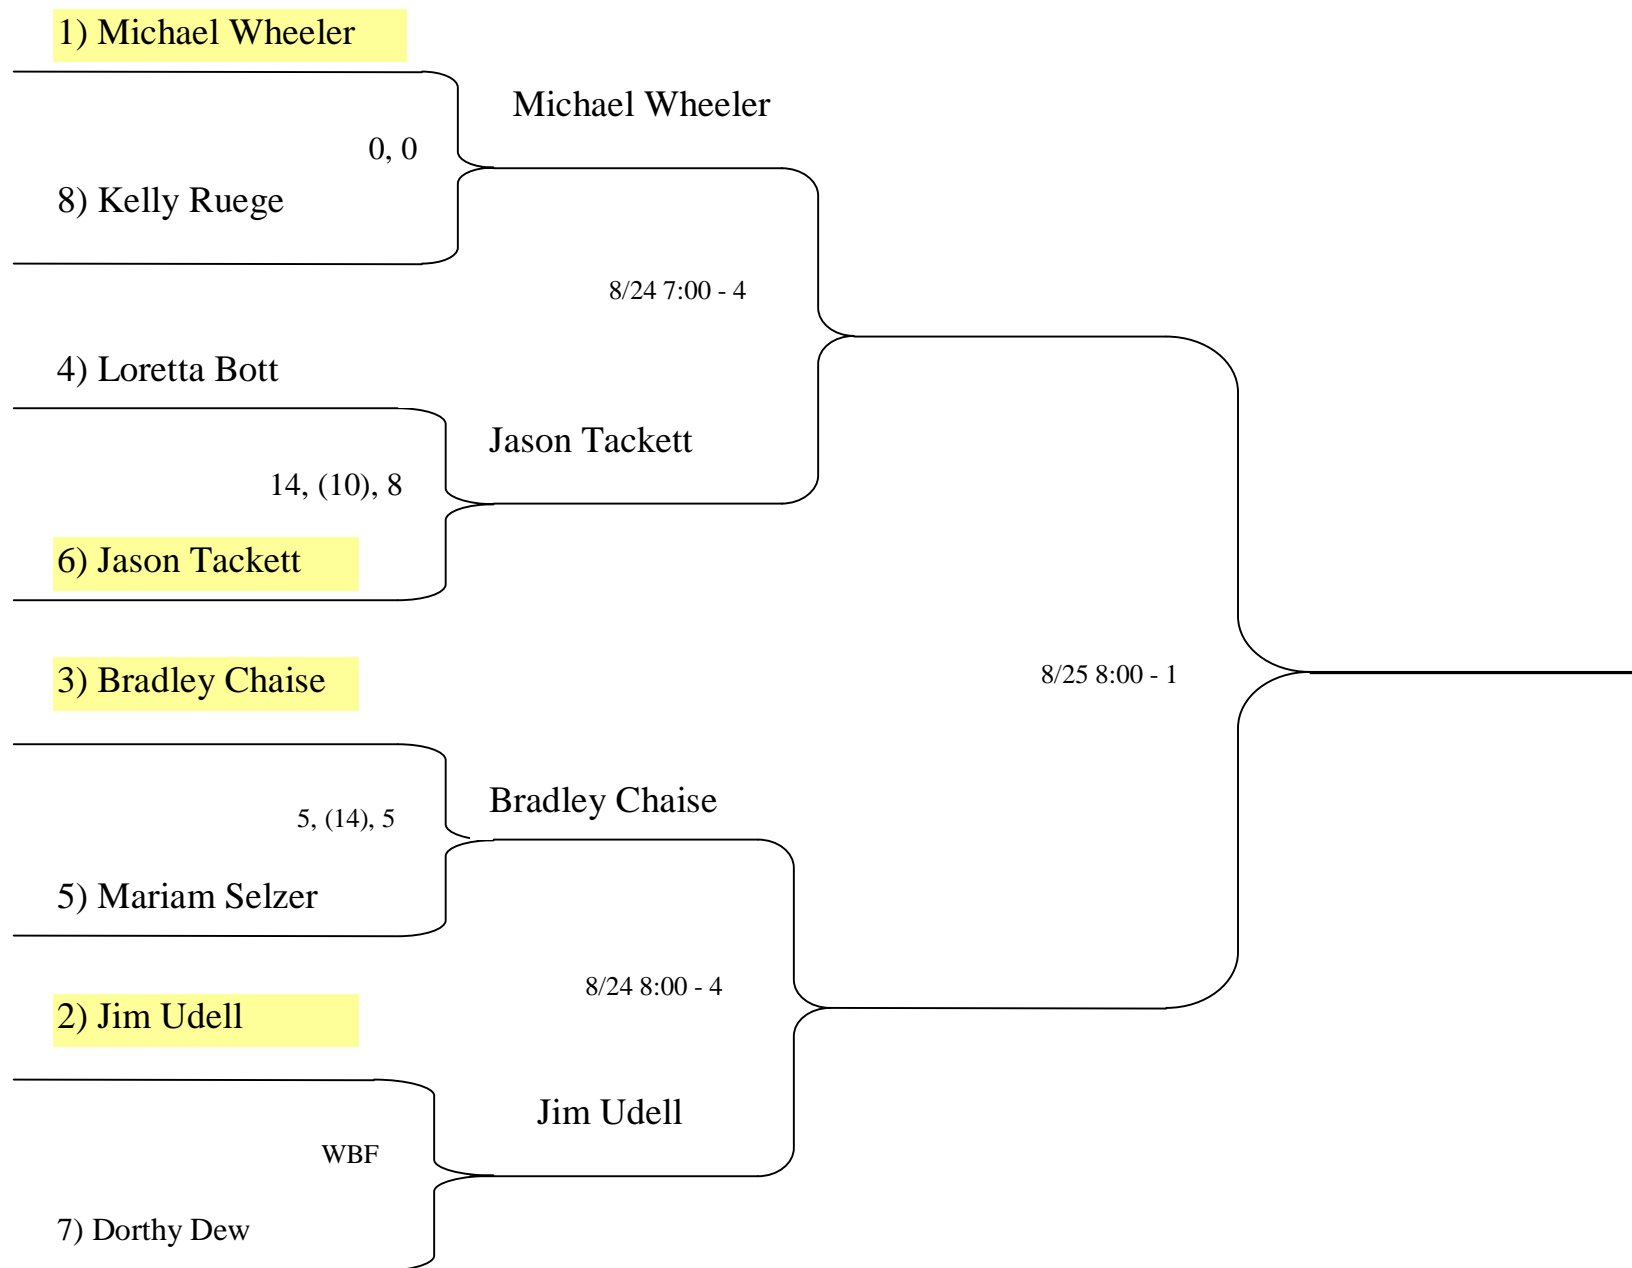 1) Michael Wheeler
Michael Wheeler
0, 0
8) Kelly Ruege
8/24 7:00 - 4
4) Loretta Bott
Jason Tackett
14, (10), 8
6) Jason Tackett
3) Bradley Chaise
8/25 8:00 - 1
Bradley Chaise
5, (14), 5
5) Mariam Selzer
8/24 8:00 - 4
2) Jim Udell
Jim Udell
WBF
7) Dorthy Dew